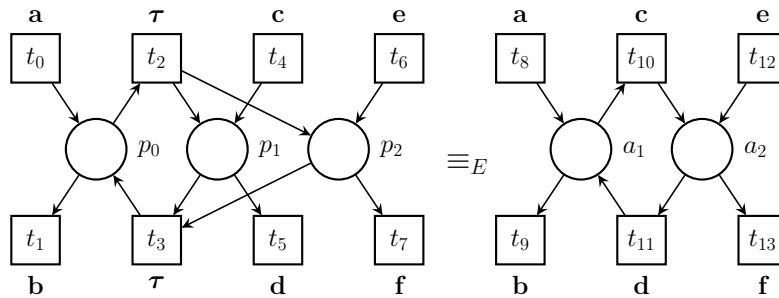 a τ c e a c e
t₀ t₂ t₄ t₆ t₈ t₁₀ t₁₂
p₀ p₁ p₂ ≡_E a₁ a₂
t₁ t₃ t₅ t₇ t₉ t₁₁ t₁₃
b τ d f b d f